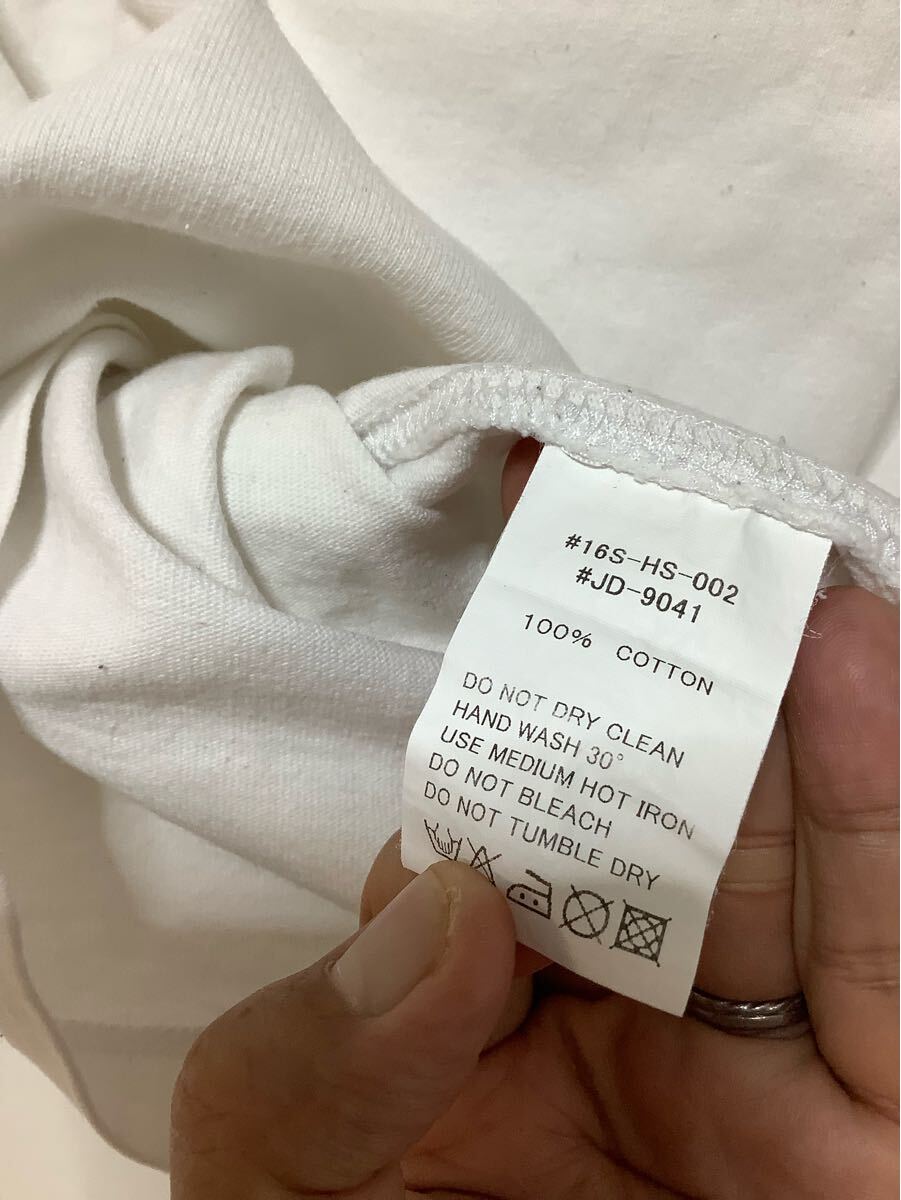 #16S-HS-002
#JD-9041
100% COTTON
DO NOT DRY CLEAN
HAND WASH 30°
USE MEDIUM HOT IRON
DO NOT BLEACH
DO NOT TUMBLE DRY